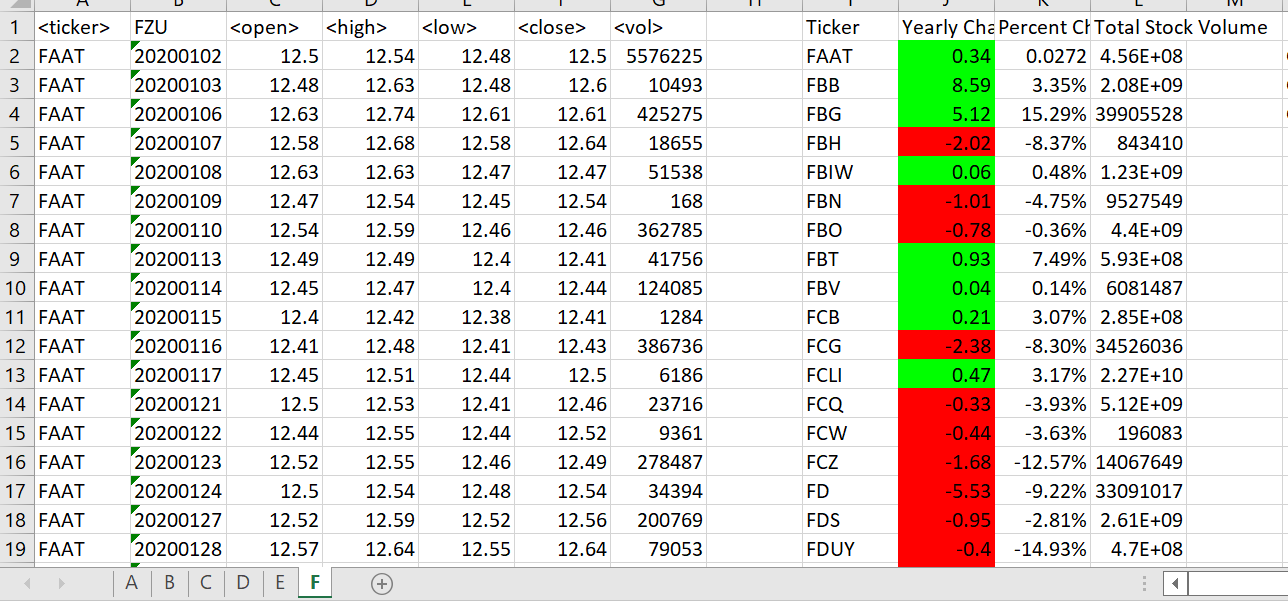 A B C D E F G H I J K L M
1 <ticker> FZU <open> <high> <low> <close> <vol> Ticker Yearly Cha Percent Ch Total Stock Volume
2 FAAT 20200102 12.5 12.54 12.48 12.5 5576225 FAAT 0.34 0.0272 4.56E+08
3 FAAT 20200103 12.48 12.63 12.48 12.6 10493 FBB 8.59 3.35% 2.08E+09
4 FAAT 20200106 12.63 12.74 12.61 12.61 425275 FBG 5.12 15.29% 39905528
5 FAAT 20200107 12.58 12.68 12.58 12.64 18655 FBH -2.02 -8.37% 843410
6 FAAT 20200108 12.63 12.63 12.47 12.47 51538 FBIW 0.06 0.48% 1.23E+09
7 FAAT 20200109 12.47 12.54 12.45 12.54 168 FBN -1.01 -4.75% 9527549
8 FAAT 20200110 12.54 12.59 12.46 12.46 362785 FBO -0.78 -0.36% 4.4E+09
9 FAAT 20200113 12.49 12.49 12.4 12.41 41756 FBT 0.93 7.49% 5.93E+08
10 FAAT 20200114 12.45 12.47 12.4 12.44 124085 FBV 0.04 0.14% 6081487
11 FAAT 20200115 12.4 12.42 12.38 12.41 1284 FCB 0.21 3.07% 2.85E+08
12 FAAT 20200116 12.41 12.48 12.41 12.43 386736 FCG -2.38 -8.30% 34526036
13 FAAT 20200117 12.45 12.51 12.44 12.5 6186 FCLI 0.47 3.17% 2.27E+10
14 FAAT 20200121 12.5 12.53 12.41 12.46 23716 FCQ -0.33 -3.93% 5.12E+09
15 FAAT 20200122 12.44 12.55 12.44 12.52 9361 FCW -0.44 -3.63% 196083
16 FAAT 20200123 12.52 12.55 12.46 12.49 278487 FCZ -1.68 -12.57% 14067649
17 FAAT 20200124 12.5 12.54 12.48 12.54 34394 FD -5.53 -9.22% 33091017
18 FAAT 20200127 12.52 12.59 12.52 12.56 200769 FDS -0.95 -2.81% 2.61E+09
19 FAAT 20200128 12.57 12.64 12.55 12.64 79053 FDUY -0.4 -14.93% 4.7E+08
A B C D E F